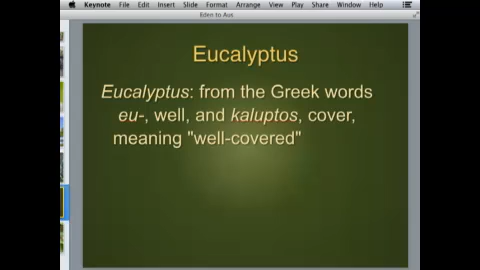 Keynote File Edit Insert Slide Format Arrange View Play Share Window Help
Eden to Aus
Eucalyptus
Eucalyptus: from the Greek words
eu-, well, and kaluptos, cover,
meaning "well-covered"